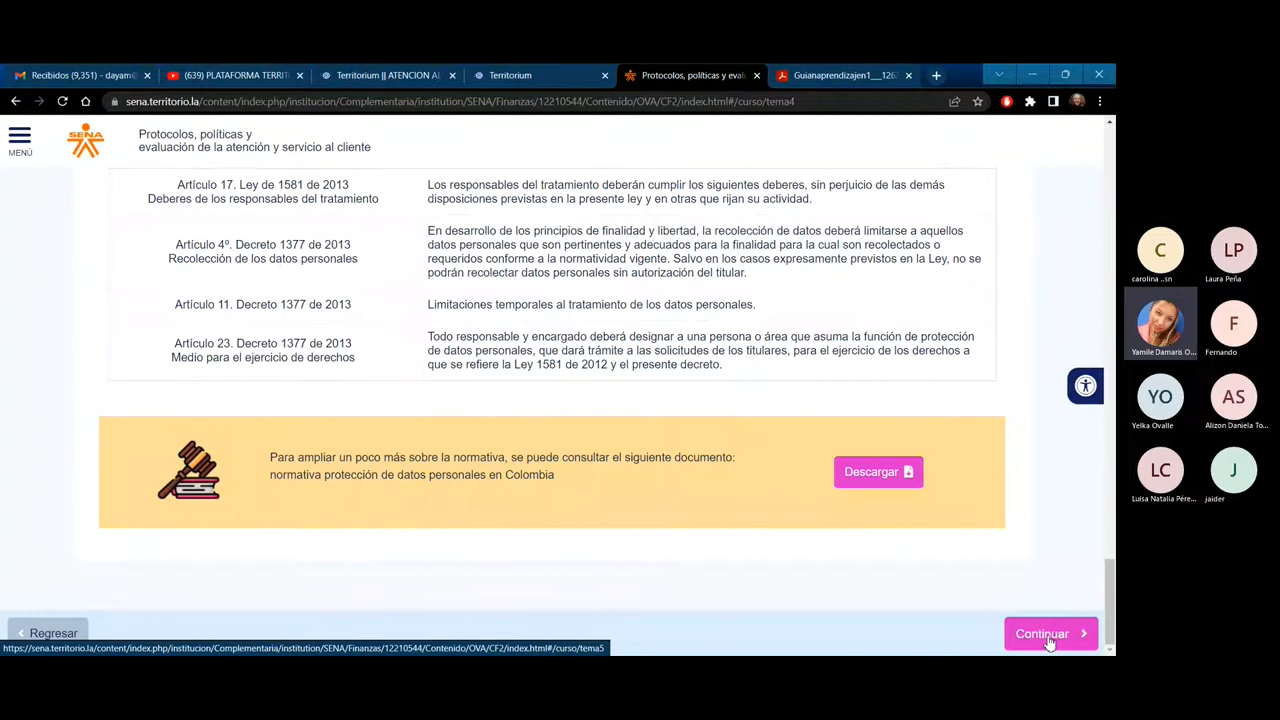 Recibidos (9,351) - dayam@
(639) PLATAFORMA TERRIT
Territorium || ATENCION AL
Territorium
Protocolos, políticas y eval
Guianaprendizajen1___126
sena.territorio.la/content/index.php/institucion/Complementaria/institution/SENA/Finanzas/12210544/Contenido/OVA/CF2/index.html#/curso/tema4
MENÚ
SENA
Protocolos, políticas y
evaluación de la atención y servicio al cliente
Artículo 17. Ley de 1581 de 2013
Deberes de los responsables del tratamiento
Los responsables del tratamiento deberán cumplir los siguientes deberes, sin perjuicio de las demás
disposiciones previstas en la presente ley y en otras que rijan su actividad.
Artículo 4º. Decreto 1377 de 2013
Recolección de los datos personales
En desarrollo de los principios de finalidad y libertad, la recolección de datos deberá limitarse a aquellos
datos personales que son pertinentes y adecuados para la finalidad para la cual son recolectados o
requeridos conforme a la normatividad vigente. Salvo en los casos expresamente previstos en la Ley, no se
podrán recolectar datos personales sin autorización del titular.
Artículo 11. Decreto 1377 de 2013
Limitaciones temporales al tratamiento de los datos personales.
Artículo 23. Decreto 1377 de 2013
Medio para el ejercicio de derechos
Todo responsable y encargado deberá designar a una persona o área que asuma la función de protección
de datos personales, que dará trámite a las solicitudes de los titulares, para el ejercicio de los derechos a
que se refiere la Ley 1581 de 2012 y el presente decreto.
Para ampliar un poco más sobre la normativa, se puede consultar el siguiente documento:
normativa protección de datos personales en Colombia
Descargar
Regresar
Continuar
https://sena.territorio.la/content/index.php/institucion/Complementaria/institution/SENA/Finanzas/12210544/Contenido/OVA/CF2/index.html#/curso/tema5
C
carolina ..sn
LP
Laura Peña
Yamile Damaris O...
F
Fernando
YO
Yelka Ovalle
AS
Alizon Daniela To...
LC
Luisa Natalia Pére...
J
jaider